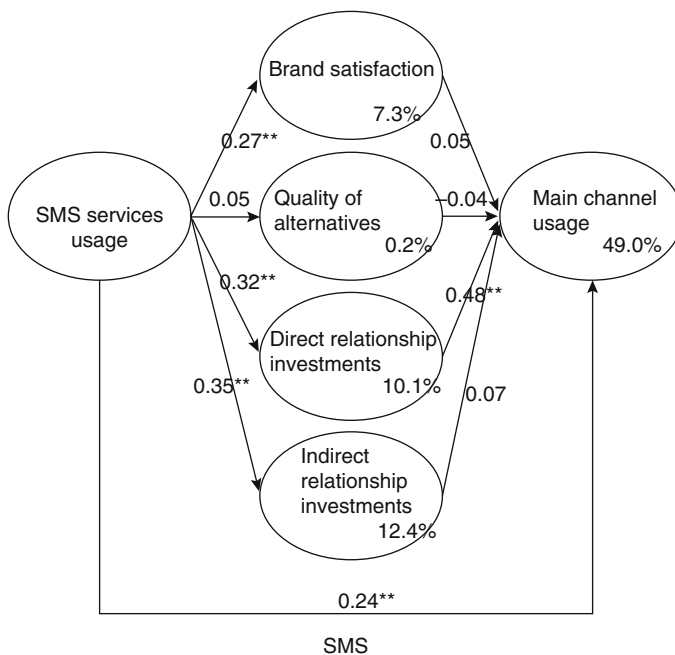 Brand satisfaction
7.3%
0.27**
0.05
SMS services
usage
0.05
Quality of
alternatives
0.2%
–0.04
Main channel
usage
49.0%
0.32**
0.48**
Direct relationship
investments
10.1%
0.35**
0.07
Indirect
relationship
investments
12.4%
0.24**
SMS